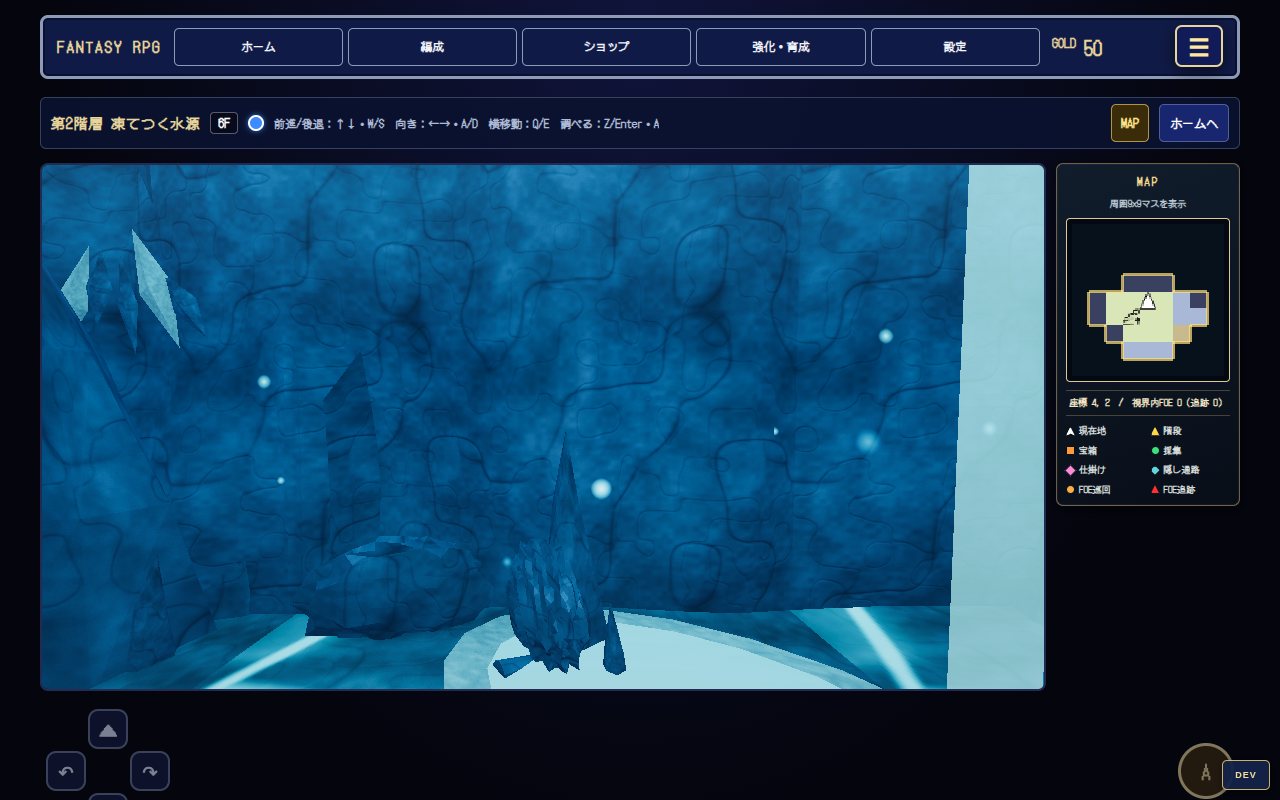 FANTASY RPG
ホーム
編成
ショップ
強化・育成
設定
GOLD 50
第2階層 凍てつく水源
6F
前進/後退：↑↓・W/S 向き：←→・A/D 横移動：Q/E 調べる：Z/Enter・A
MAP
ホームへ
MAP
周囲9x9マスを表示
座標 4, 2 / 視界内FOE 0（追跡 0）
現在地
階段
宝箱
採集
仕掛け
隠し通路
FOE巡回
FOE追跡
A
DEV